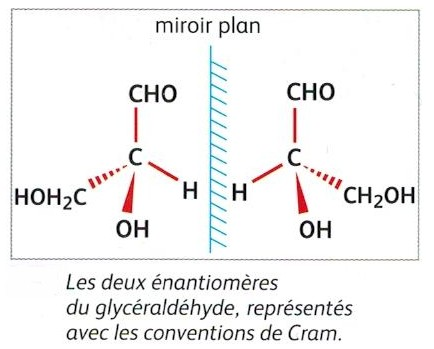 miroir plan
CHO CHO
C C
HOH₂C H H CH₂OH
OH OH
Les deux énantiomères
du glycéraldéhyde, représentés
avec les conventions de Cram.